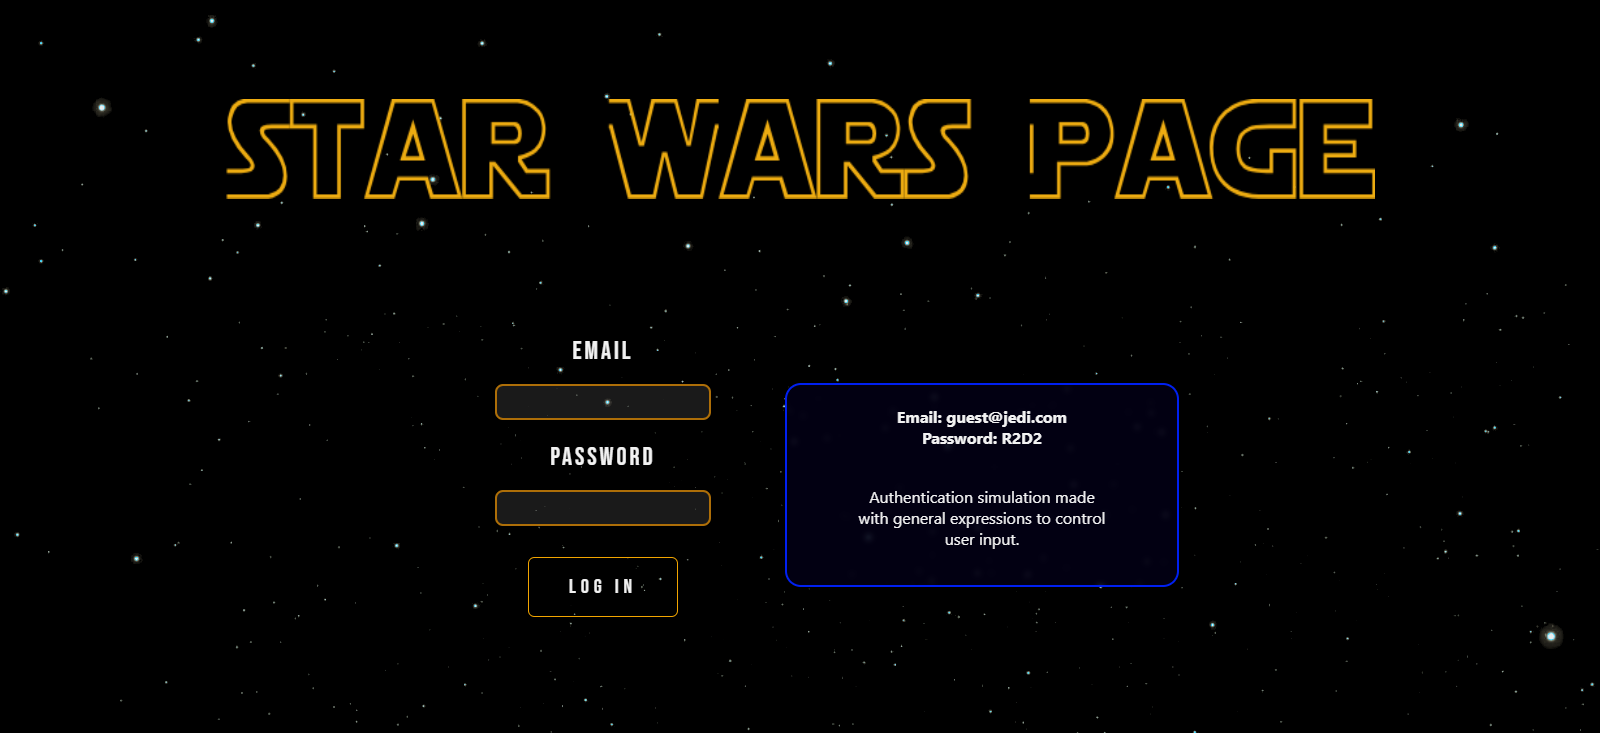 STAR WARS PAGE
EMAIL
PASSWORD
LOG IN
Email: guest@jedi.com
Password: R2D2
Authentication simulation made
with general expressions to control
user input.